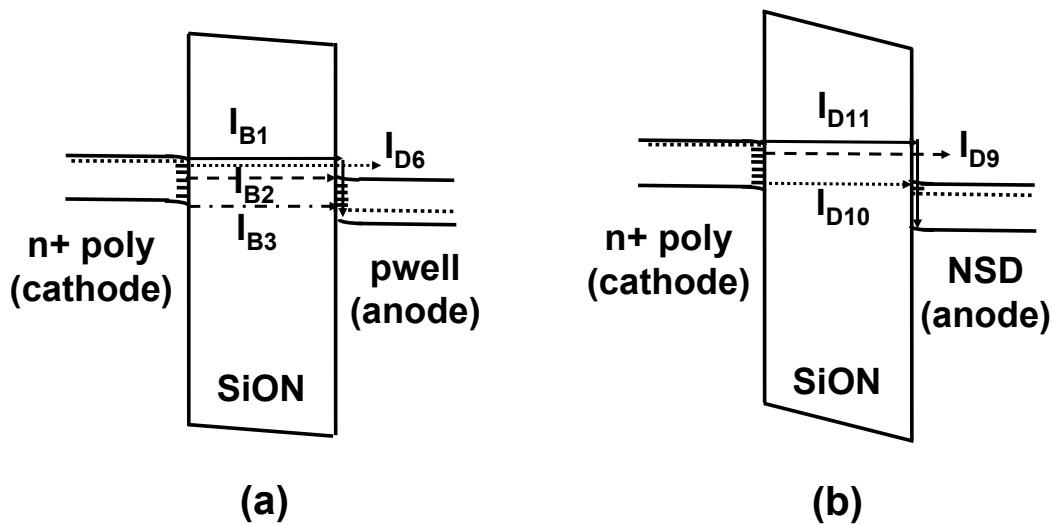 I_B1
I_D6
I_B2
I_B3
n+ poly
(cathode)
pwell
(anode)
SiON
(a)
I_D11
I_D9
I_D10
n+ poly
(cathode)
NSD
(anode)
SiON
(b)